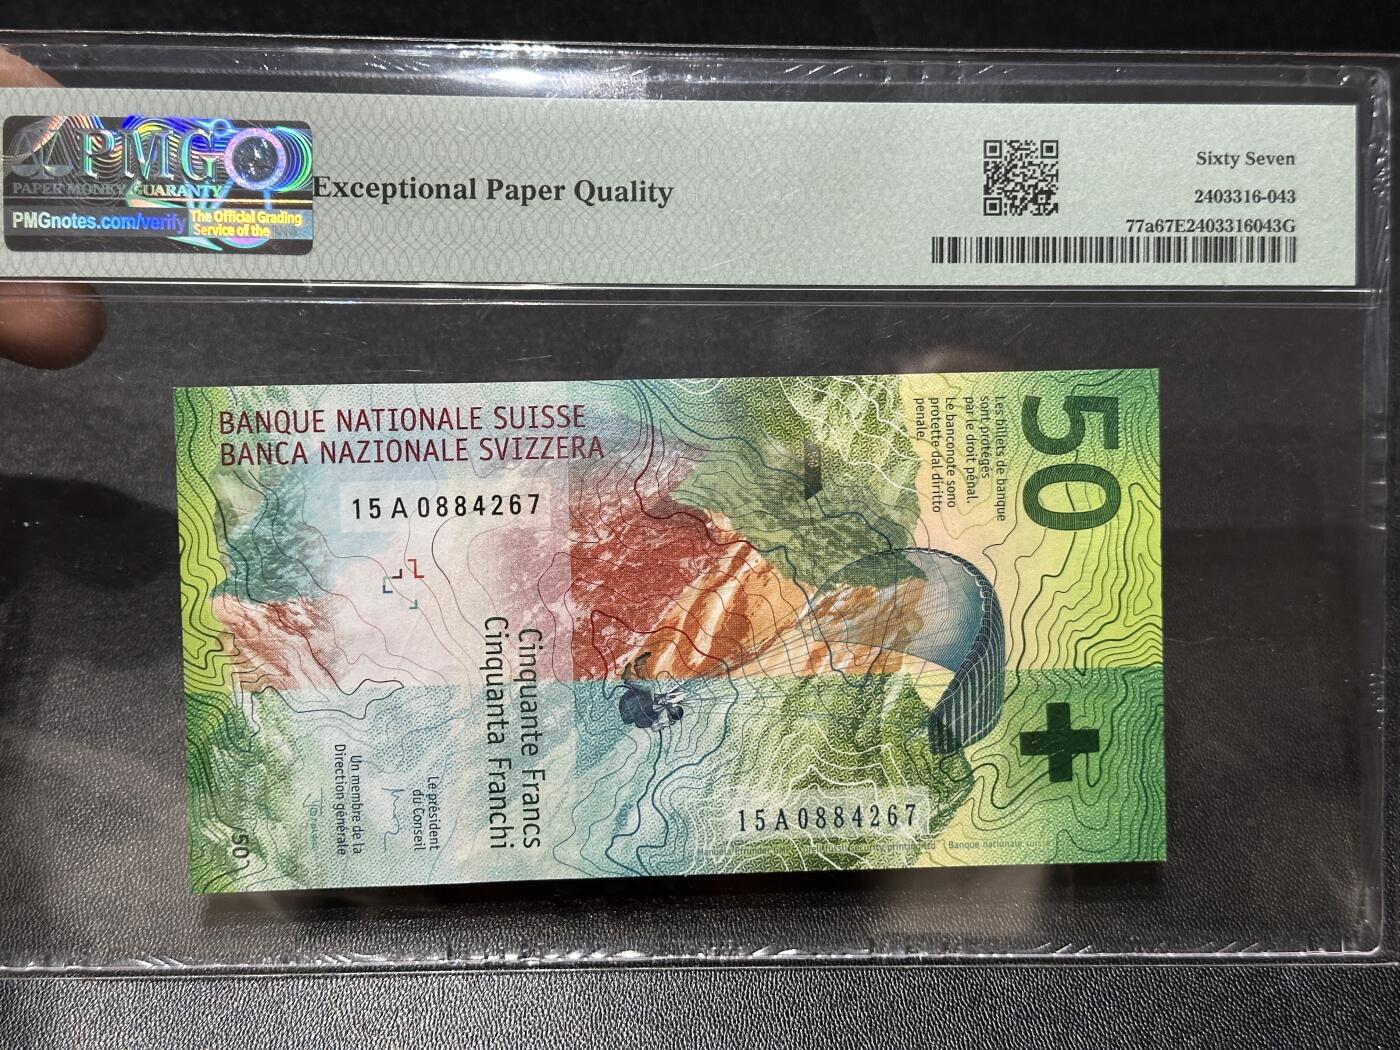 PMG
PAPER MONEY GUARANTY
PMGnotes.com/verify
The Official Grading
Service of the
Exceptional Paper Quality
Sixty Seven
2403316-043
77a67E2403316043G
BANQUE NATIONALE SUISSE
BANCA NAZIONALE SVIZZERA
15 A 0884267
Cinquante Francs
Cinquanta Franchi
Le président
du Conseil
Un membre de la
Direction générale
50
Les billets de banque
sont protégés
par le droit pénal.
Le banconote sono
protette dal diritto
penale.
50
15A0884267
Banque nationale suisse